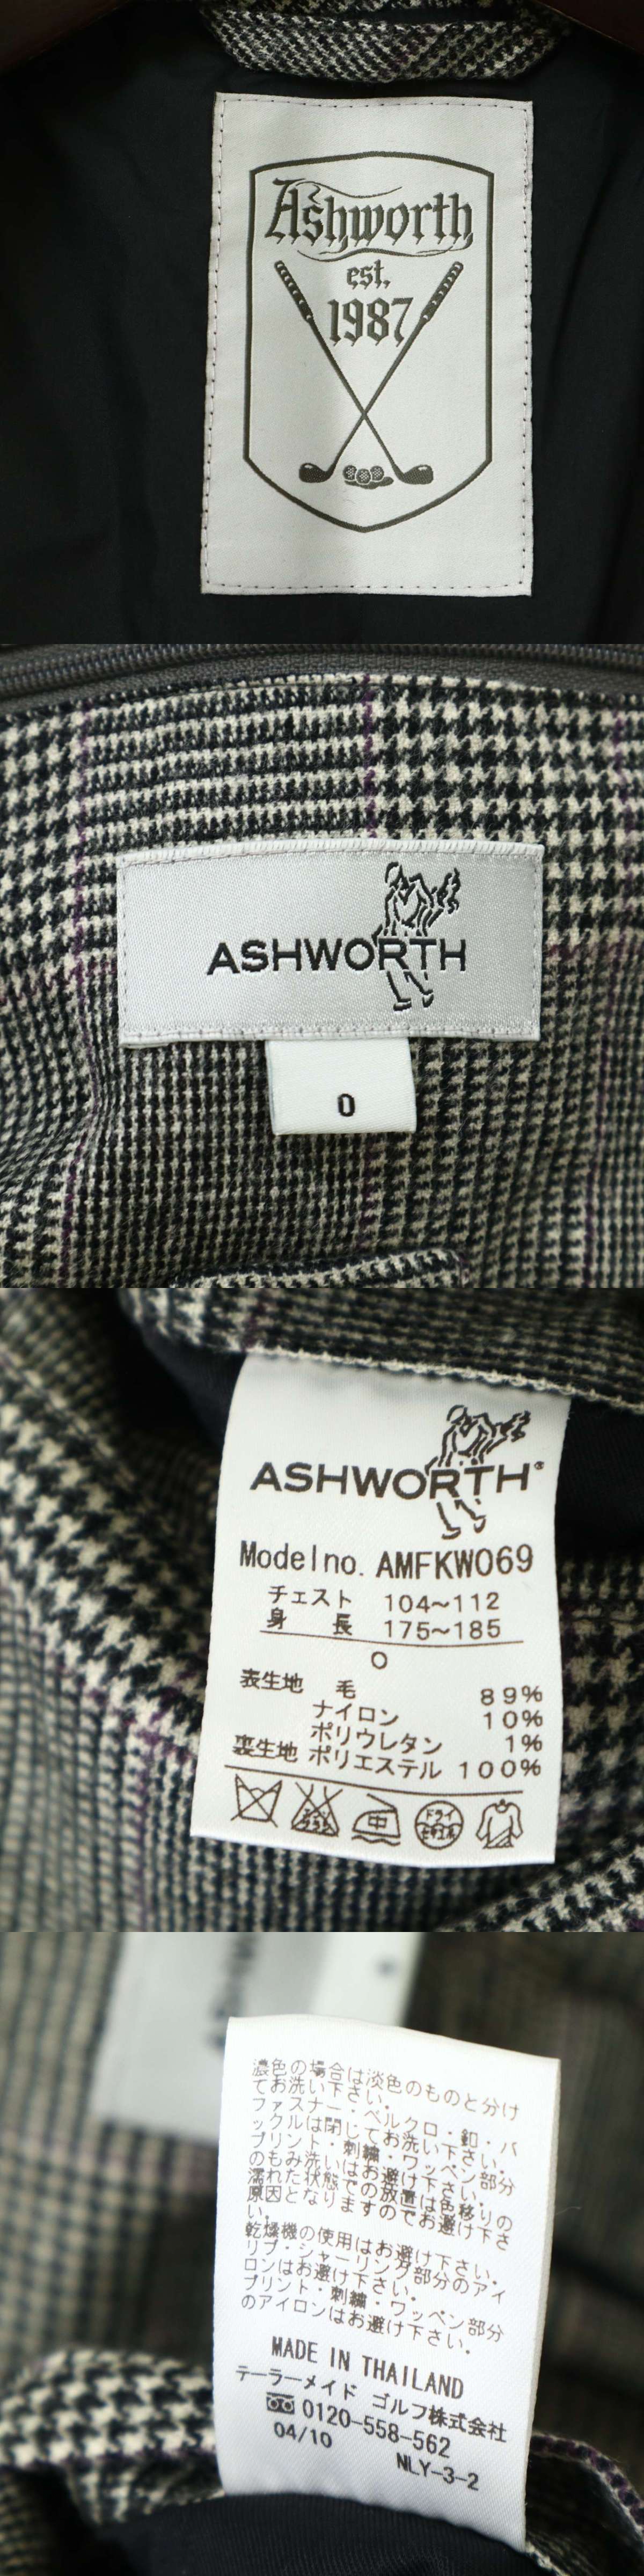 Ashworth
est.
1987
ASHWORTH
O
ASHWORTH®
Model no. AMFKW069
チェスト 104~112
身 長 175~185
O
表生地 毛 89%
ナイロン 10%
ポリウレタン 1%
裏生地 ポリエステル 100%
中 ドライ
セキユ系
濃色の場合は淡色のものと分け
てお洗い下さい。
ファスナー・ベルクロ・釦・バ
ックルは閉じてお洗い下さい。
プリント・刺繍・ワッペン部分
のもみ洗いはお避け下さい。
濡れた状態での放置は色移りの
原因となりますのでお避け下さ
い。
乾燥機の使用はお避け下さい。
リブ・シャーリング部分のアイ
ロンはお避け下さい。
プリント・刺繍・ワッペン部分
のアイロンはお避け下さい。
MADE IN THAILAND
テーラーメイド ゴルフ株式会社
0120-558-562
04/10 NLY-3-2